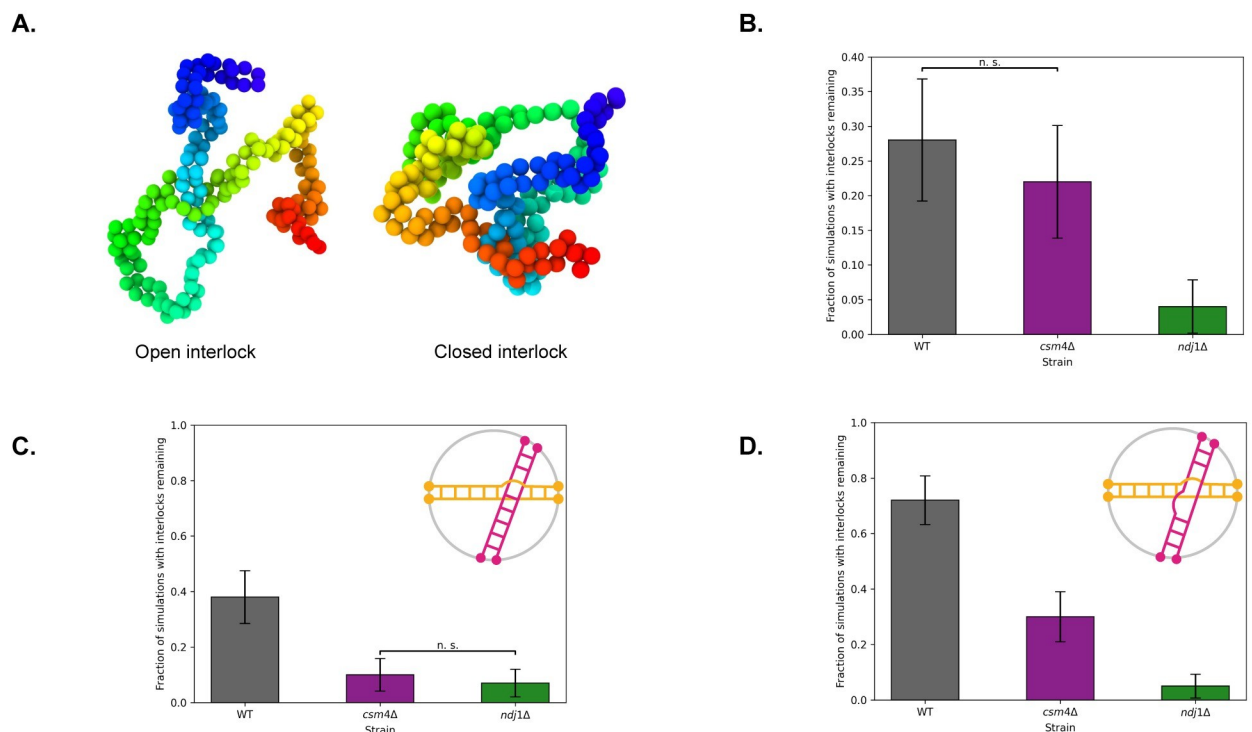 A.
Open interlock
Closed interlock
B.
Fraction of simulations with interlocks remaining
0.40
0.35
0.30
0.25
0.20
0.15
0.10
0.05
0.00
n. s.
WT
csm4Δ
ndj1Δ
Strain
C.
Fraction of simulations with interlocks remaining
1.0
0.8
0.6
0.4
0.2
0.0
n. s.
WT
csm4Δ
ndj1Δ
Strain
D.
Fraction of simulations with interlocks remaining
1.0
0.8
0.6
0.4
0.2
0.0
WT
csm4Δ
ndj1Δ
Strain